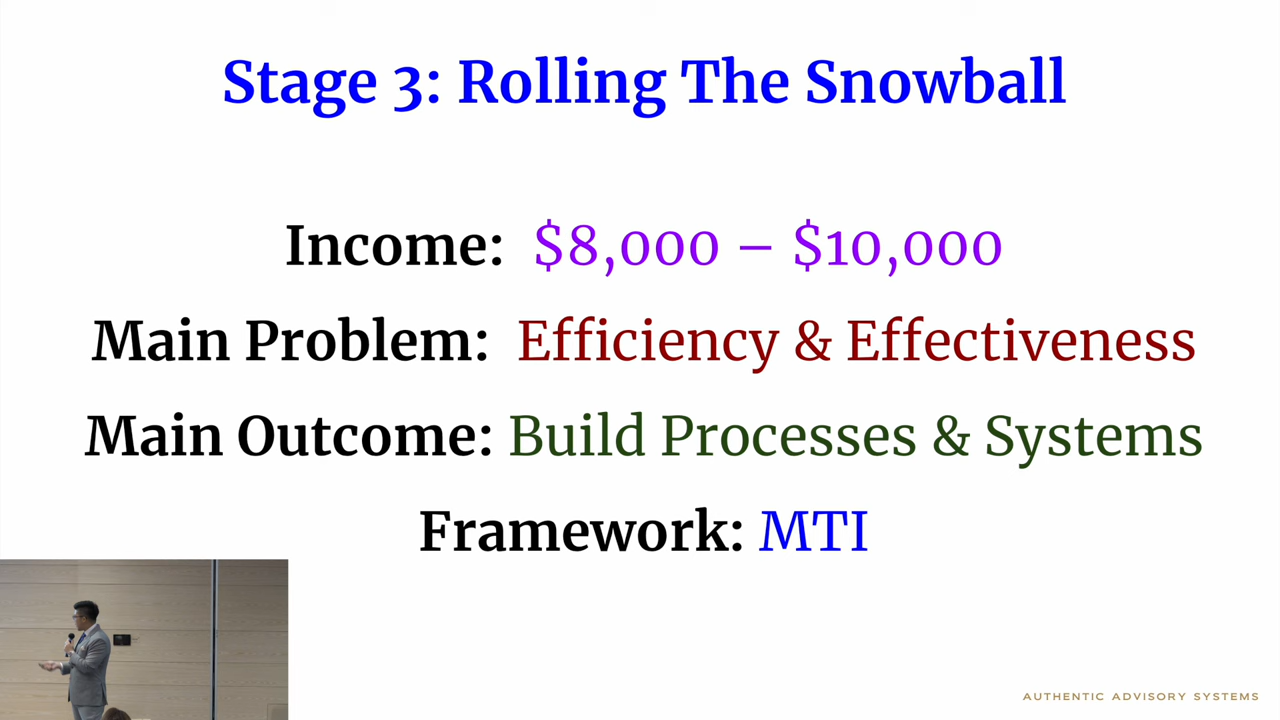 Stage 3: Rolling The Snowball
Income: $8,000 – $10,000
Main Problem: Efficiency & Effectiveness
Main Outcome: Build Processes & Systems
Framework: MTI
AUTHENTIC ADVISORY SYSTEMS